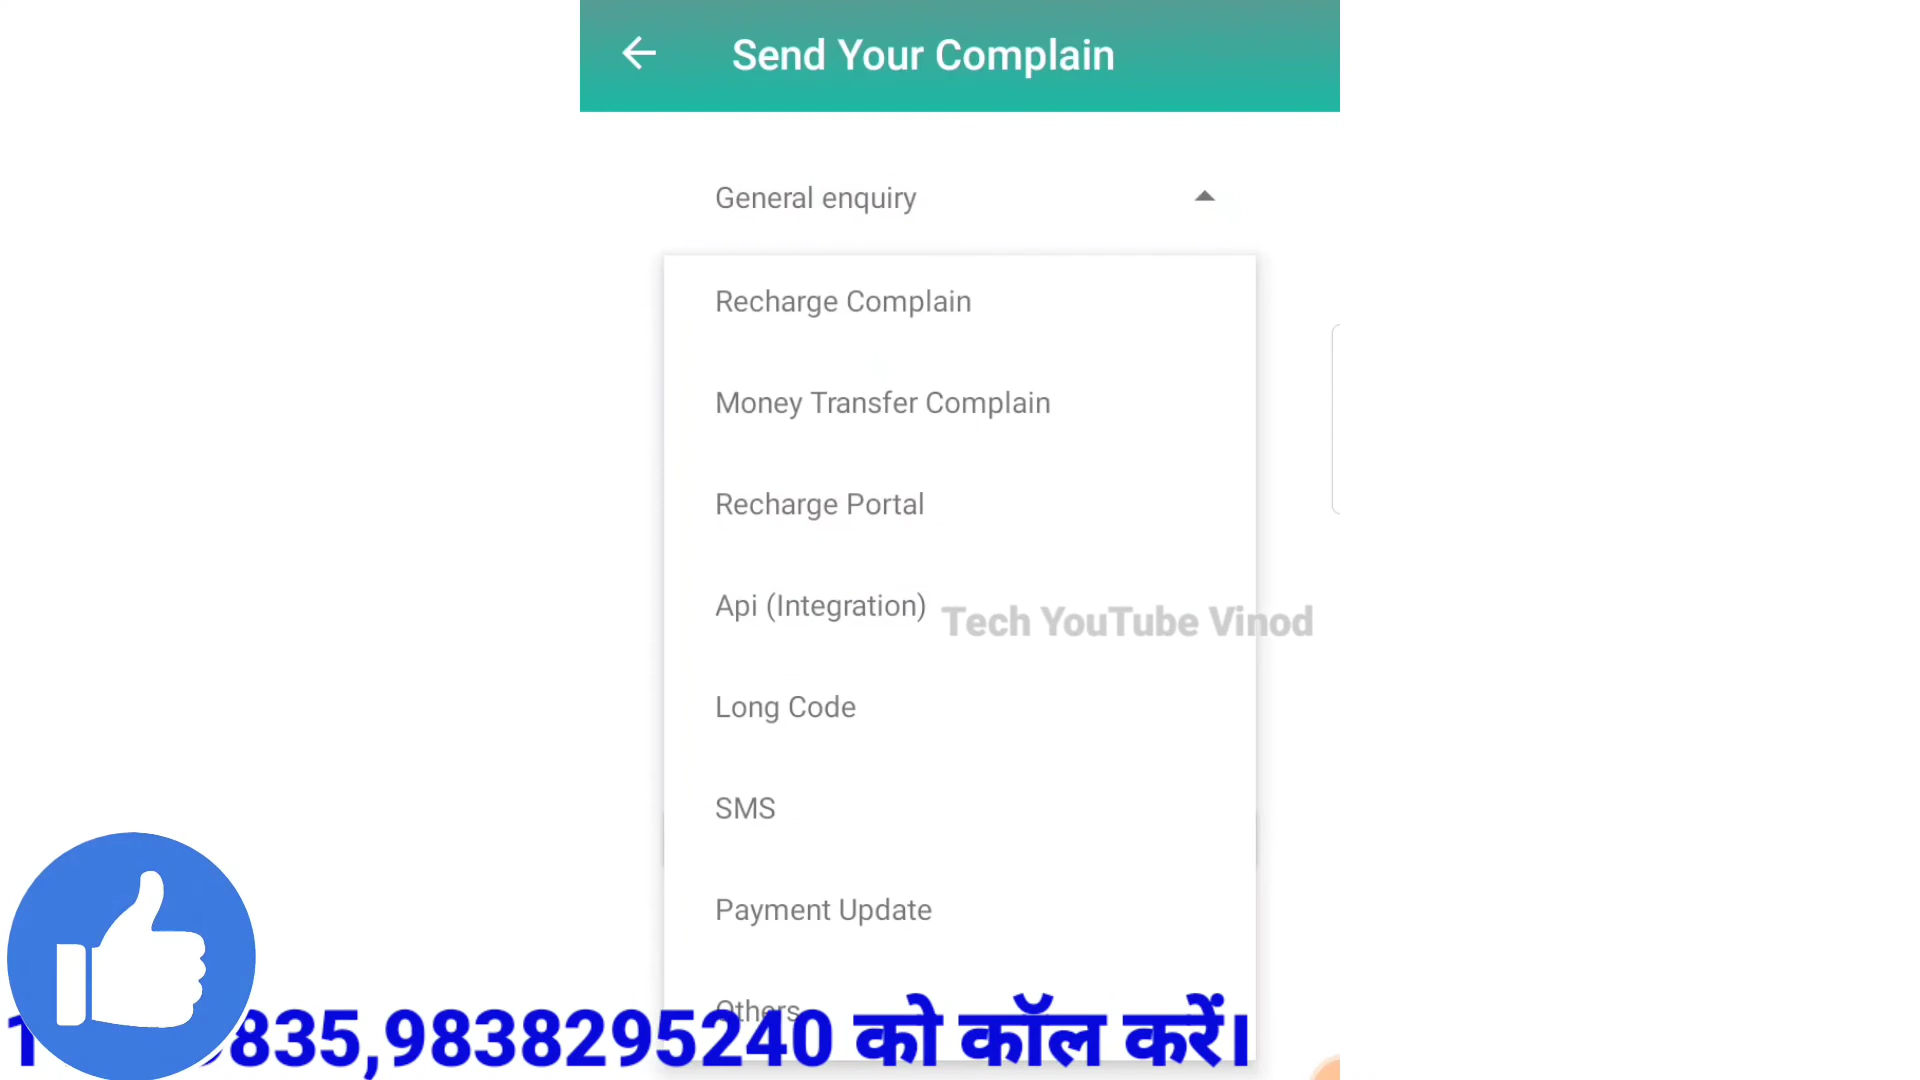 Send Your Complain
General enquiry
Recharge Complain
Money Transfer Complain
Recharge Portal
Api (Integration)
Tech YouTube Vinod
Long Code
SMS
Payment Update
Others
835,9838295240 को कॉल करें।